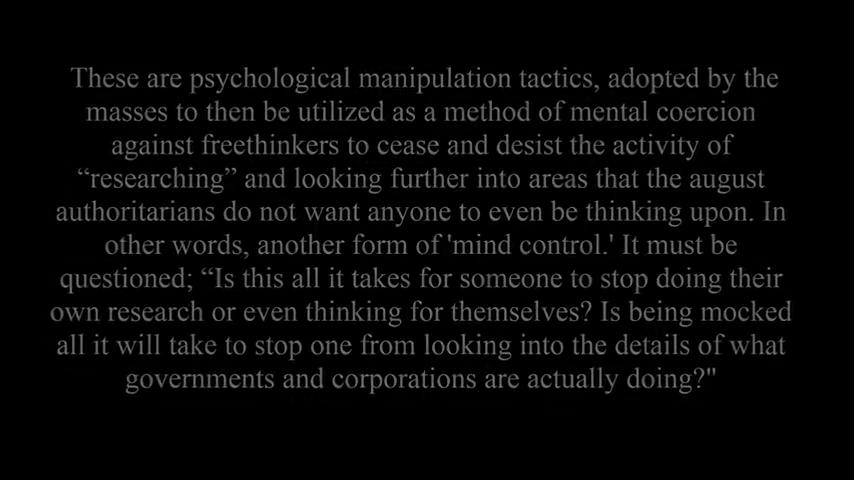 These are psychological manipulation tactics, adopted by the
masses to then be utilized as a method of mental coercion
against freethinkers to cease and desist the activity of
“researching” and looking further into areas that the august
authoritarians do not want anyone to even be thinking upon. In
other words, another form of 'mind control.' It must be
questioned; “Is this all it takes for someone to stop doing their
own research or even thinking for themselves? Is being mocked
all it will take to stop one from looking into the details of what
governments and corporations are actually doing?"